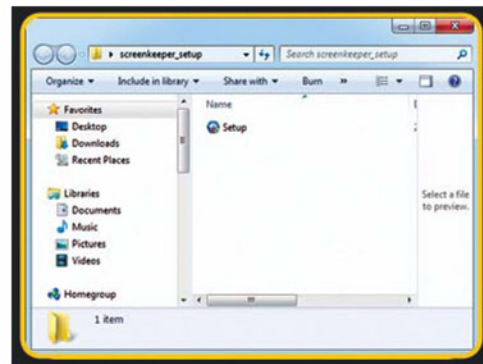 screenkeeper_setup
Search screenkeeper_setup
Organize Include in library Share with Burn »
Favorites
Desktop
Downloads
Recent Places
Libraries
Documents
Music
Pictures
Videos
Homegroup
Name
Setup
Select a file
to preview.
1 item